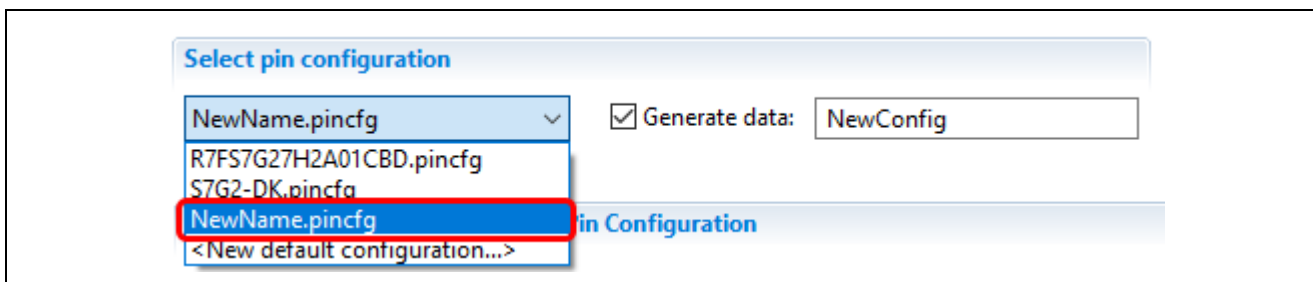 Select pin configuration
NewName.pincfg Generate data: NewConfig
R7FS7G27H2A01CBD.pincfg
S7G2-DK.pincfg
NewName.pincfg in Configuration
<New default configuration...>